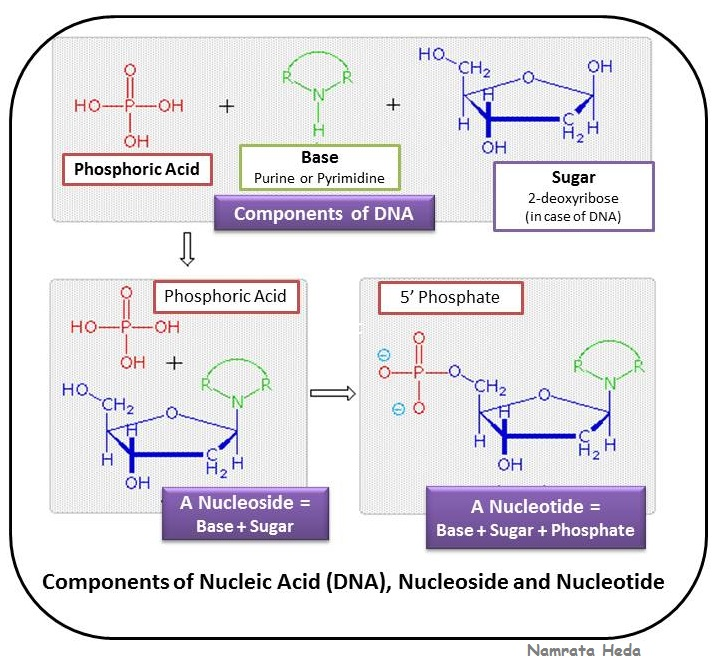 O
HO—P—OH
OH
Phosphoric Acid
+
R R
N
H
Base
Purine or Pyrimidine
+
HO
CH2
O
OH
H
H
C
H2
H
OH
Sugar
2-deoxyribose
(in case of DNA)
Components of DNA
Phosphoric Acid
O
HO—P—OH
OH
+
R R
N
HO
CH2
O
H
H
C
H2
H
OH
A Nucleoside =
Base + Sugar
5’ Phosphate
O
⊖
O—P—O
CH2
⊖
O
R R
N
O
H
H
C
H2
H
OH
A Nucleotide =
Base + Sugar + Phosphate
Components of Nucleic Acid (DNA), Nucleoside and Nucleotide
Namrata Heda